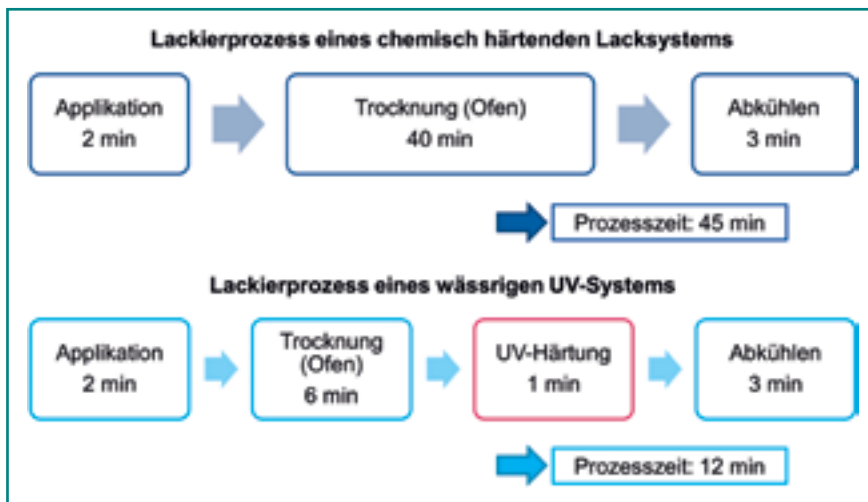 Lackierprozess eines chemisch härtenden Lacksystems
Applikation
2 min
Trocknung (Ofen)
40 min
Abkühlen
3 min
Prozesszeit: 45 min
Lackierprozess eines wässrigen UV-Systems
Applikation
2 min
Trocknung
(Ofen)
6 min
UV-Härtung
1 min
Abkühlen
3 min
Prozesszeit: 12 min